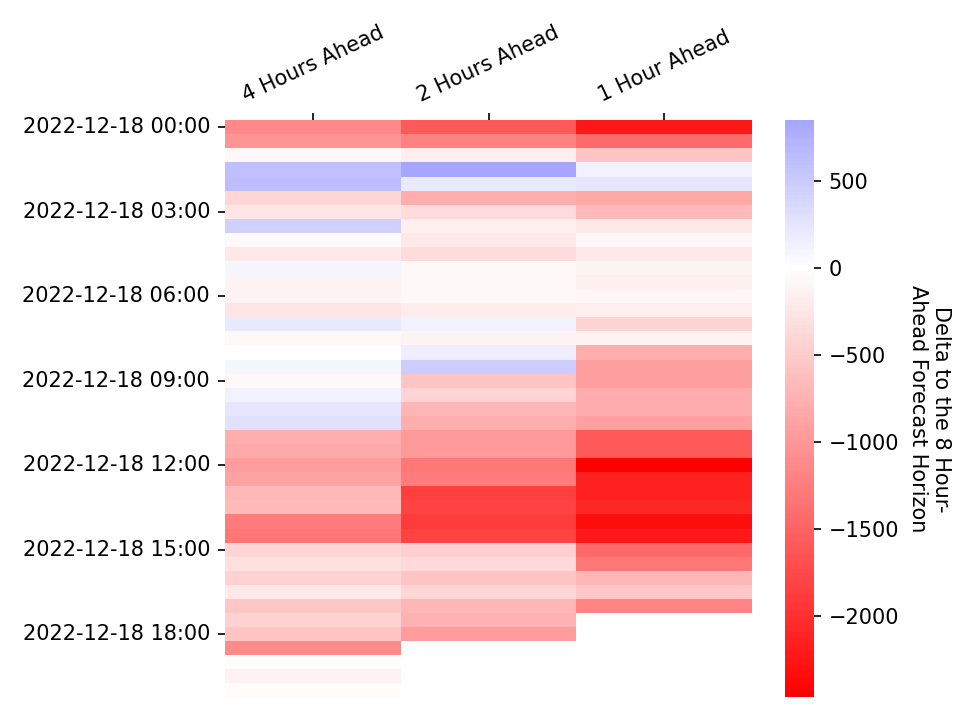 4 Hours Ahead
2 Hours Ahead
1 Hour Ahead
2022-12-18 00:00
2022-12-18 03:00
2022-12-18 06:00
2022-12-18 09:00
2022-12-18 12:00
2022-12-18 15:00
2022-12-18 18:00
500
0
−500
−1000
−1500
−2000
Delta to the 8 Hour-
Ahead Forecast Horizon